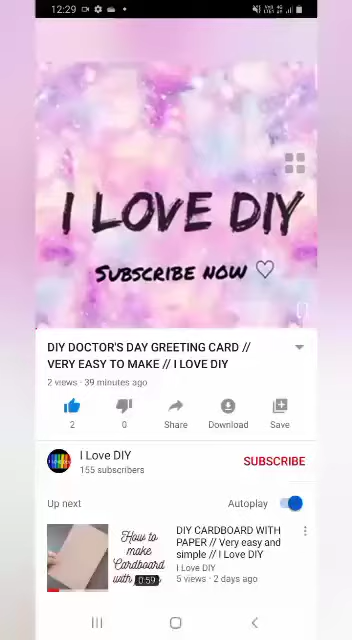 12:29
I LOVE DIY
SUBSCRIBE NOW ♡
DIY DOCTOR'S DAY GREETING CARD //
VERY EASY TO MAKE // I LOVE DIY
2 views · 39 minutes ago
2
0
Share
Download
Save
I Love DIY
155 subscribers
SUBSCRIBE
Up next
Autoplay
How to
make
Cardboard
with
0:59
DIY CARDBOARD WITH
PAPER // Very easy and
simple // I Love DIY
I Love DIY
5 views · 2 days ago